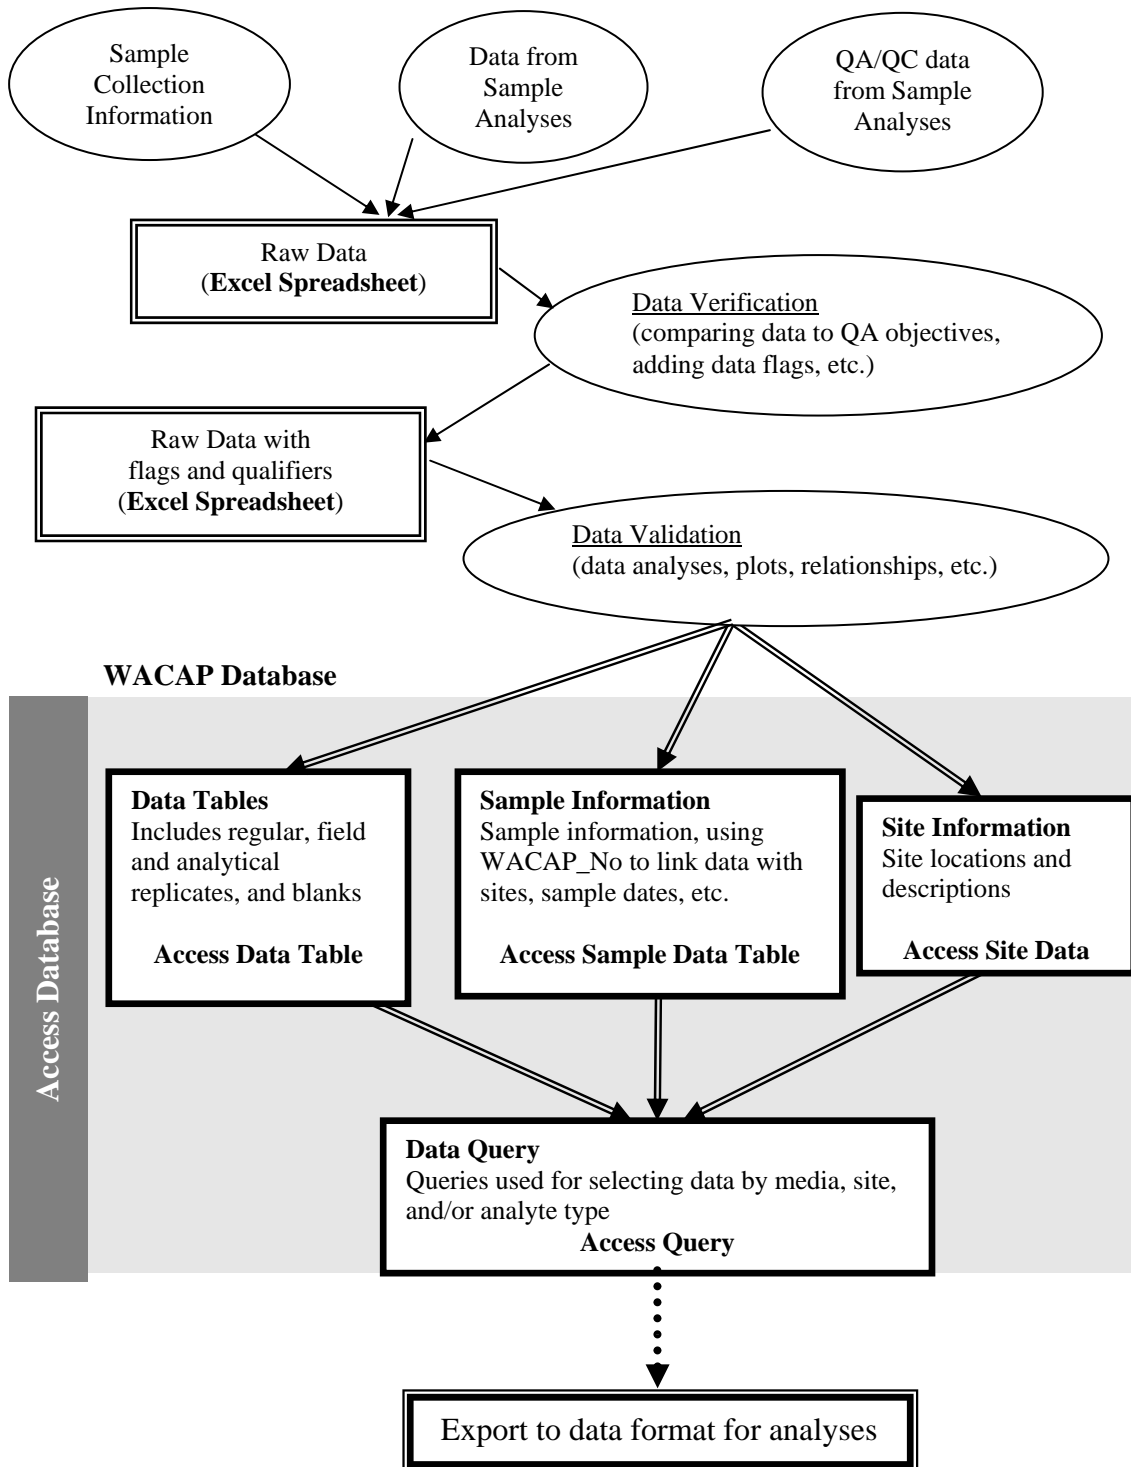 Sample
Collection
Information
Data from
Sample
Analyses
QA/QC data
from Sample
Analyses
Raw Data
(Excel Spreadsheet)
Data Verification
(comparing data to QA objectives,
adding data flags, etc.)
Raw Data with
flags and qualifiers
(Excel Spreadsheet)
Data Validation
(data analyses, plots, relationships, etc.)
WACAP Database
Access Database
Data Tables
Includes regular, field
and analytical
replicates, and blanks
Access Data Table
Sample Information
Sample information, using
WACAP_No to link data with
sites, sample dates, etc.
Access Sample Data Table
Site Information
Site locations and
descriptions
Access Site Data
Data Query
Queries used for selecting data by media, site,
and/or analyte type
Access Query
Export to data format for analyses